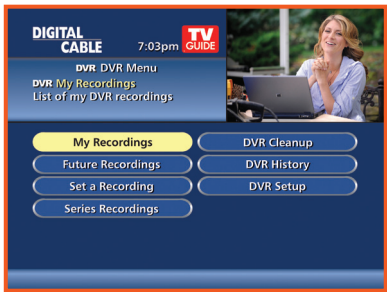 DIGITAL
CABLE
7:03pm
TV
GUIDE
DVR DVR Menu
DVR My Recordings
List of my DVR recordings
My Recordings
DVR Cleanup
Future Recordings
DVR History
Set a Recording
DVR Setup
Series Recordings